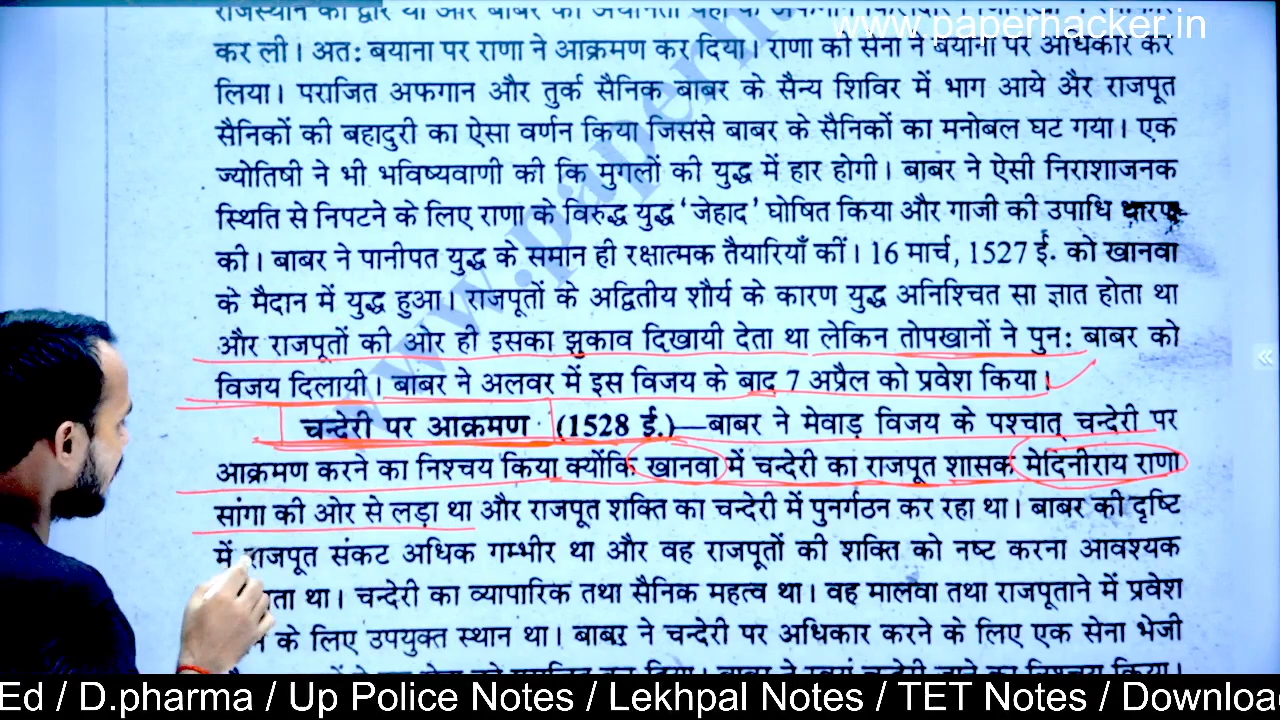 www.paperhacker.in
राजस्थान का द्वार था और बाबर की
कर ली। अतः बयाना पर राणा ने आक्रमण कर दिया। राणा की सेना ने बयाना पर अधिकार कर
लिया। पराजित अफगान और तुर्क सैनिक बाबर के सैन्य शिविर में भाग आये अैर राजपूत
सैनिकों की बहादुरी का ऐसा वर्णन किया जिससे बाबर के सैनिकों का मनोबल घट गया। एक
ज्योतिषी ने भी भविष्यवाणी की कि मुगलों की युद्ध में हार होगी। बाबर ने ऐसी निराशाजनक
स्थिति से निपटने के लिए राणा के विरुद्ध युद्ध ‘जेहाद’ घोषित किया और गाजी की उपाधि
की। बाबर ने पानीपत युद्ध के समान ही रक्षात्मक तैयारियाँ कीं। 16 मार्च, 1527 ई. को खानवा
के मैदान में युद्ध हुआ। राजपूतों के अद्वितीय शौर्य के कारण युद्ध अनिश्चित सा ज्ञात होता था
और राजपूतों की ओर ही इसका झुकाव दिखायी देता था लेकिन तोपखानों ने पुनः बाबर को
विजय दिलायी। बाबर ने अलवर में इस विजय के बाद 7 अप्रैल को प्रवेश किया।
चन्देरी पर आक्रमण (1528 ई.)—बाबर ने मेवाड़ विजय के पश्चात् चन्देरी पर
आक्रमण करने का निश्चय किया क्योंकि खानवा में चन्देरी का राजपूत शासक मेदिनीराय राणा
सांगा की ओर से लड़ा था और राजपूत शक्ति का चन्देरी में पुनर्गठन कर रहा था। बाबर की दृष्टि
में राजपूत संकट अधिक गम्भीर था और वह राजपूतों की शक्ति को नष्ट करना आवश्यक
था। चन्देरी का व्यापारिक तथा सैनिक महत्व था। वह मालवा तथा राजपूताने में प्रवेश
के लिए उपयुक्त स्थान था। बाबर ने चन्देरी पर अधिकार करने के लिए एक सेना भेजी
Ed / D.pharma / Up Police Notes / Lekhpal Notes / TET Notes /